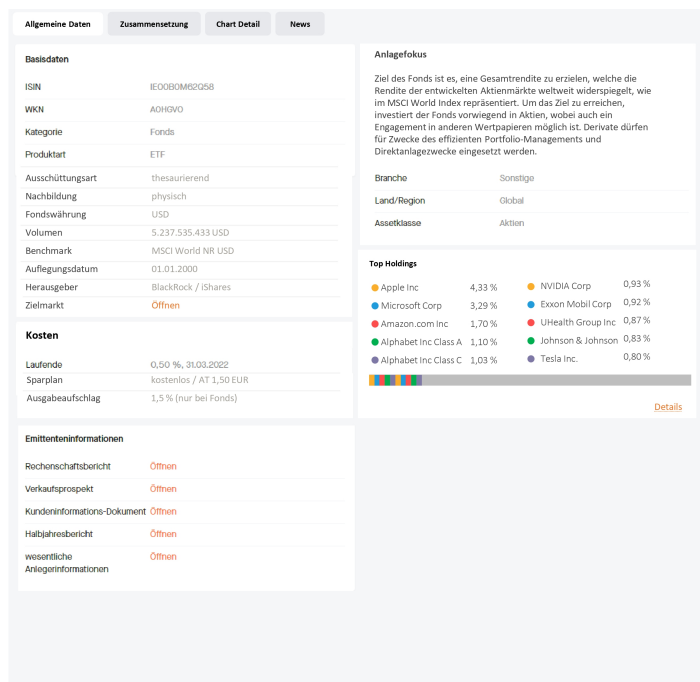 Allgemeine Daten
Zusammensetzung
Chart Detail
News
Basisdaten
ISIN IE00B0M62Q58
WKN A0HGV0
Kategorie Fonds
Produktart ETF
Ausschüttungsart thesaurierend
Nachbildung physisch
Fondswährung USD
Volumen 5.237.535.433 USD
Benchmark MSCI World NR USD
Auflegungsdatum 01.01.2000
Herausgeber BlackRock / iShares
Zielmarkt Öffnen
Kosten
Laufende 0,50 %, 31.03.2022
Sparplan kostenlos / AT 1,50 EUR
Ausgabeaufschlag 1,5 % (nur bei Fonds)
Emittenteninformationen
Rechenschaftsbericht Öffnen
Verkaufsprospekt Öffnen
Kundeninformations-Dokument Öffnen
Halbjahresbericht Öffnen
wesentliche Öffnen
Anlegerinformationen
Anlagefokus
Ziel des Fonds ist es, eine Gesamtrendite zu erzielen, welche die
Rendite der entwickelten Aktienmärkte weltweit widerspiegelt, wie
im MSCI World Index repräsentiert. Um das Ziel zu erreichen,
investiert der Fonds vorwiegend in Aktien, wobei auch ein
Engagement in anderen Wertpapieren möglich ist. Derivate dürfen
für Zwecke des effizienten Portfolio-Managements und
Direktanlagezwecke eingesetzt werden.
Branche Sonstige
Land/Region Global
Assetklasse Aktien
Top Holdings
Apple Inc 4,33 % NVIDIA Corp 0,93 %
Microsoft Corp 3,29 % Exxon Mobil Corp 0,92 %
Amazon.com Inc 1,70 % UHealth Group Inc 0,87 %
Alphabet Inc Class A 1,10 % Johnson & Johnson 0,83 %
Alphabet Inc Class C 1,03 % Tesla Inc. 0,80 %
Details